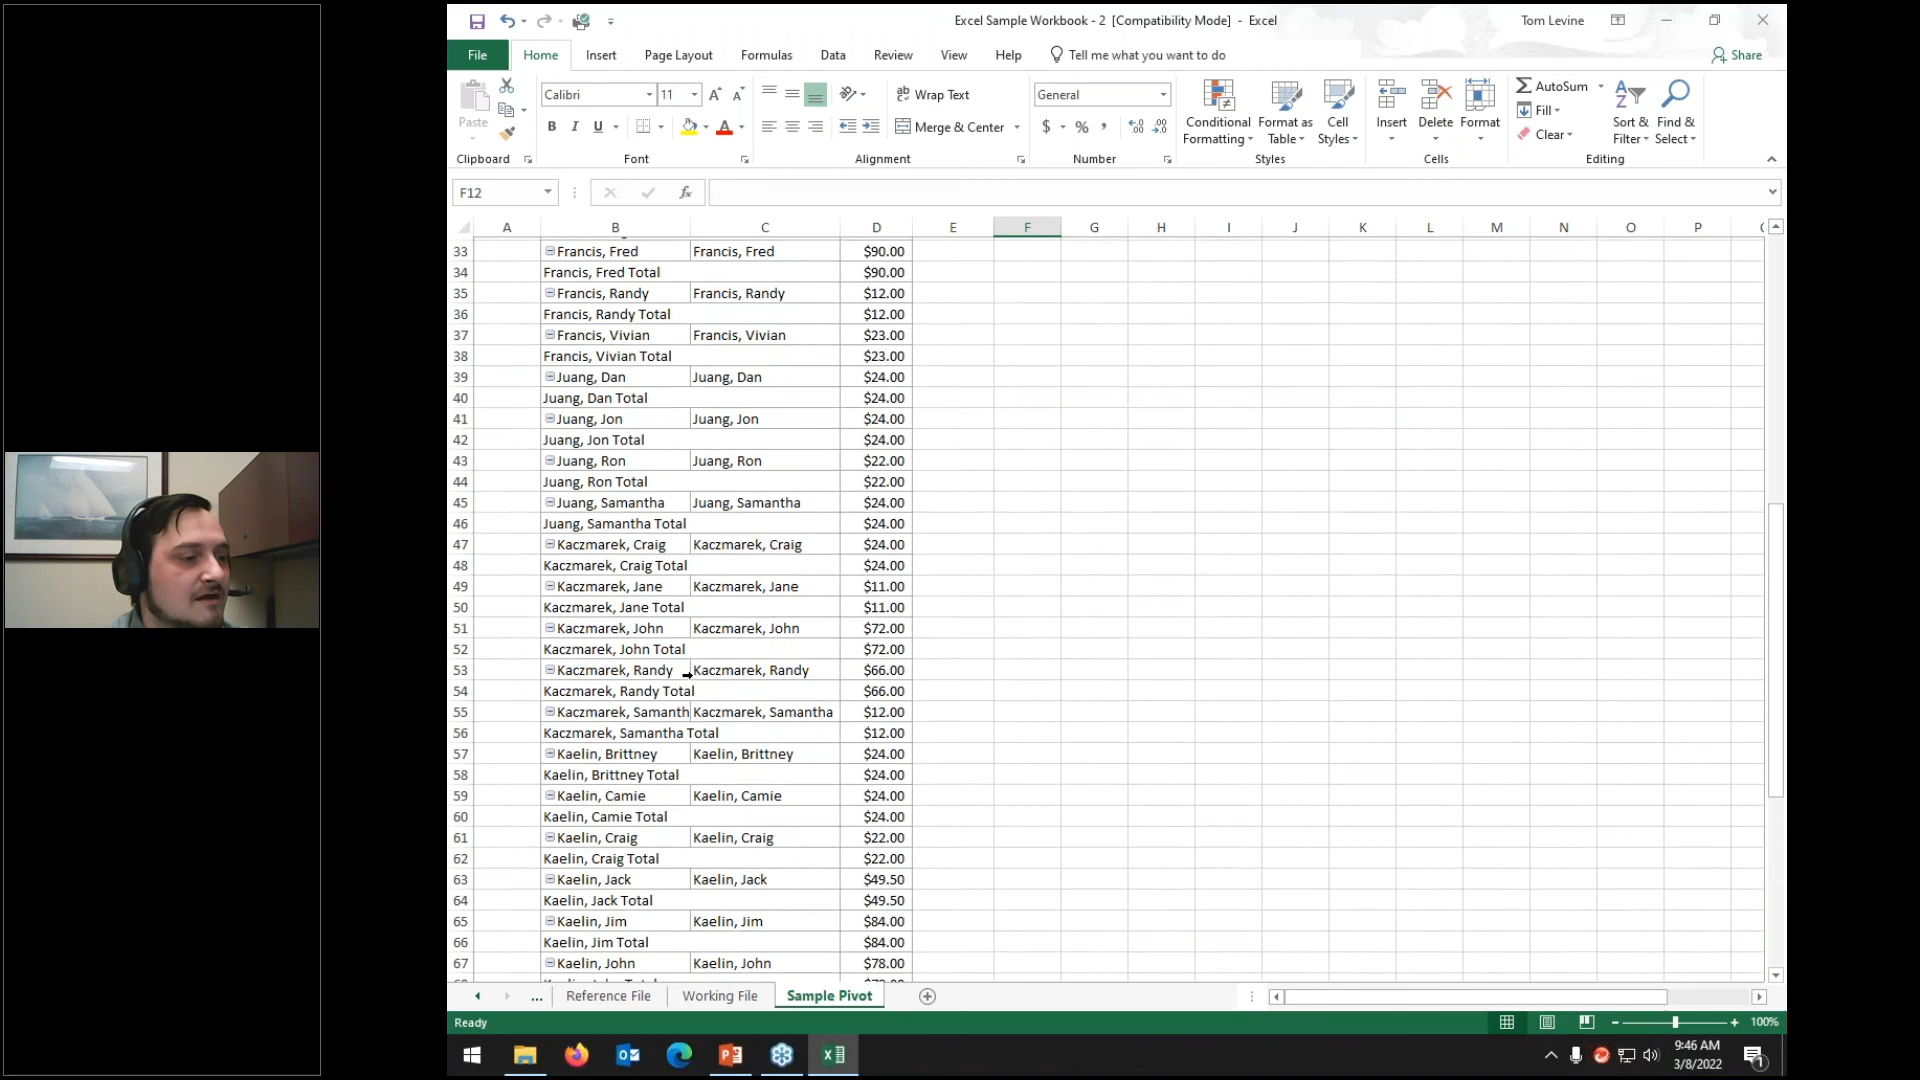 Excel Sample Workbook - 2 [Compatibility Mode] - Excel
Tom Levine
File Home Insert Page Layout Formulas Data Review View Help Tell me what you want to do Share
Paste
Clipboard
Calibri 11
B I U
Font
Wrap Text
Merge & Center
Alignment
General
$ % ,
Number
Conditional Formatting
Format as Table
Cell Styles
Styles
Insert Delete Format
Cells
AutoSum
Fill
Clear
Sort & Filter
Find & Select
Editing
F12 fx
A B C D E F G H I J K L M N O P
33 Francis, Fred Francis, Fred $90.00
34 Francis, Fred Total $90.00
35 Francis, Randy Francis, Randy $12.00
36 Francis, Randy Total $12.00
37 Francis, Vivian Francis, Vivian $23.00
38 Francis, Vivian Total $23.00
39 Juang, Dan Juang, Dan $24.00
40 Juang, Dan Total $24.00
41 Juang, Jon Juang, Jon $24.00
42 Juang, Jon Total $24.00
43 Juang, Ron Juang, Ron $22.00
44 Juang, Ron Total $22.00
45 Juang, Samantha Juang, Samantha $24.00
46 Juang, Samantha Total $24.00
47 Kaczmarek, Craig Kaczmarek, Craig $24.00
48 Kaczmarek, Craig Total $24.00
49 Kaczmarek, Jane Kaczmarek, Jane $11.00
50 Kaczmarek, Jane Total $11.00
51 Kaczmarek, John Kaczmarek, John $72.00
52 Kaczmarek, John Total $72.00
53 Kaczmarek, Randy Kaczmarek, Randy $66.00
54 Kaczmarek, Randy Total $66.00
55 Kaczmarek, Samanth Kaczmarek, Samantha $12.00
56 Kaczmarek, Samantha Total $12.00
57 Kaelin, Brittney Kaelin, Brittney $24.00
58 Kaelin, Brittney Total $24.00
59 Kaelin, Camie Kaelin, Camie $24.00
60 Kaelin, Camie Total $24.00
61 Kaelin, Craig Kaelin, Craig $22.00
62 Kaelin, Craig Total $22.00
63 Kaelin, Jack Kaelin, Jack $49.50
64 Kaelin, Jack Total $49.50
65 Kaelin, Jim Kaelin, Jim $84.00
66 Kaelin, Jim Total $84.00
67 Kaelin, John Kaelin, John $78.00
... Reference File Working File Sample Pivot
Ready 100%
9:46 AM
3/8/2022